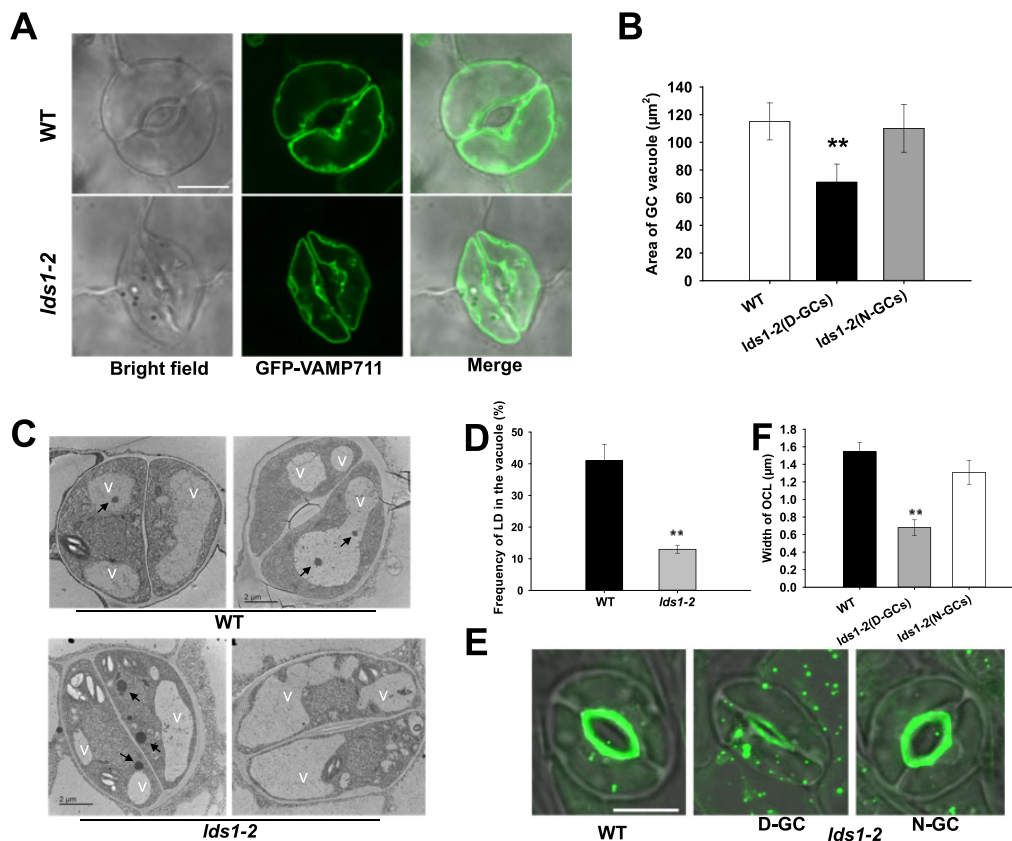 A
WT
lds1-2
Bright field
GFP-VAMP711
Merge
B
Area of GC vacuole (µm²)
140
120
100
80
60
40
20
0
**
WT
lds1-2(D-GCs)
lds1-2(N-GCs)
C
V
V
V
V
V
V
V
2 µm
WT
V
V
V
V
V
V
2 µm
lds1-2
D
Frequency of LD in the vacuole (%)
50
40
30
20
10
0
**
WT
lds1-2
F
Width of OCL (µm)
1.8
1.6
1.4
1.2
1.0
0.8
0.6
0.4
0.2
0.0
**
WT
lds1-2(D-GCs)
lds1-2(N-GCs)
E
WT
D-GC
lds1-2
N-GC